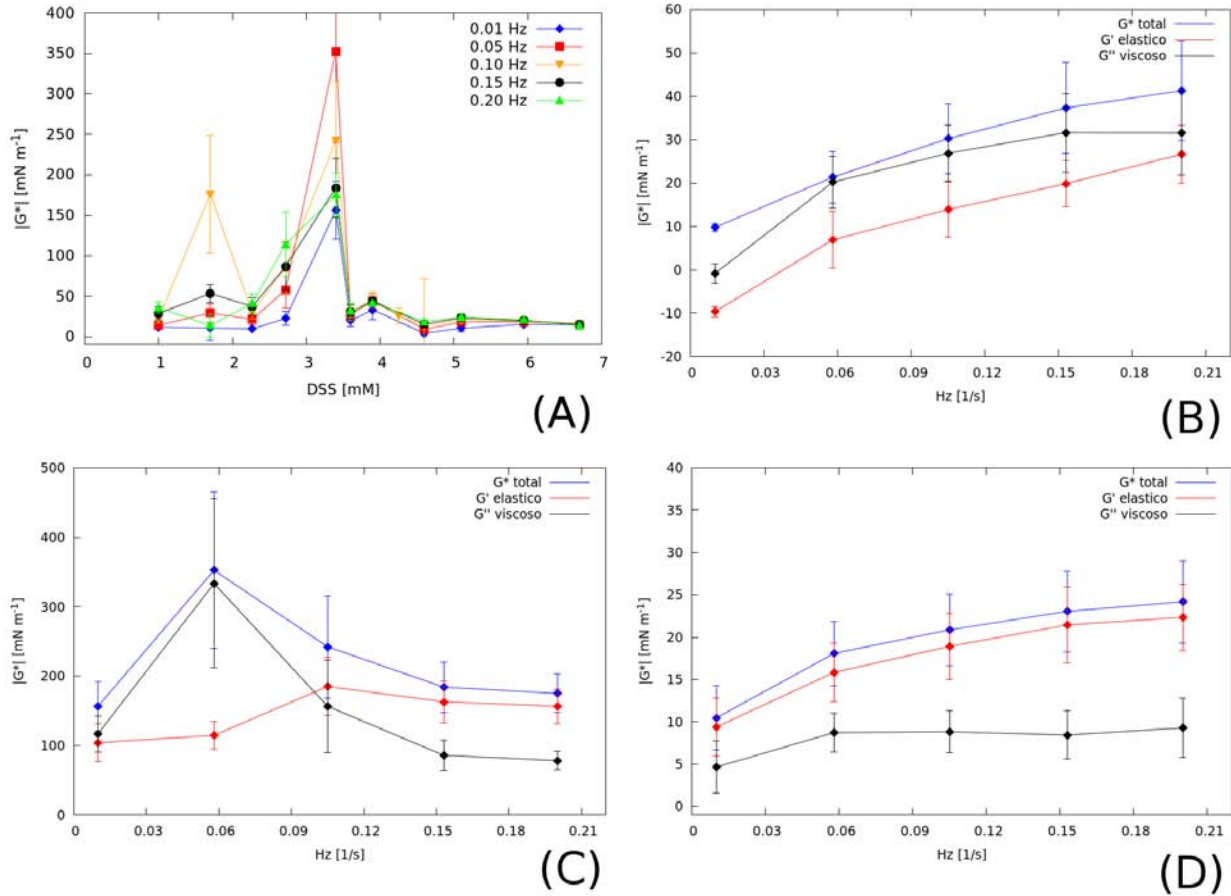 400
350
300
250
200
150
100
50
0
|G*| [mN m⁻¹]
0 1 2 3 4 5 6 7
DSS [mM]
0.01 Hz
0.05 Hz
0.10 Hz
0.15 Hz
0.20 Hz
(A)
60
50
40
30
20
10
0
-10
-20
|G*| [mN m⁻¹]
0 0.03 0.06 0.09 0.12 0.15 0.18 0.21
Hz [1/s]
G* total
G' elastico
G'' viscoso
(B)
500
400
300
200
100
0
|G*| [mN m⁻¹]
0 0.03 0.06 0.09 0.12 0.15 0.18 0.21
Hz [1/s]
G* total
G' elastico
G'' viscoso
(C)
40
35
30
25
20
15
10
5
0
|G*| [mN m⁻¹]
0 0.03 0.06 0.09 0.12 0.15 0.18 0.21
Hz [1/s]
G* total
G' elastico
G'' viscoso
(D)